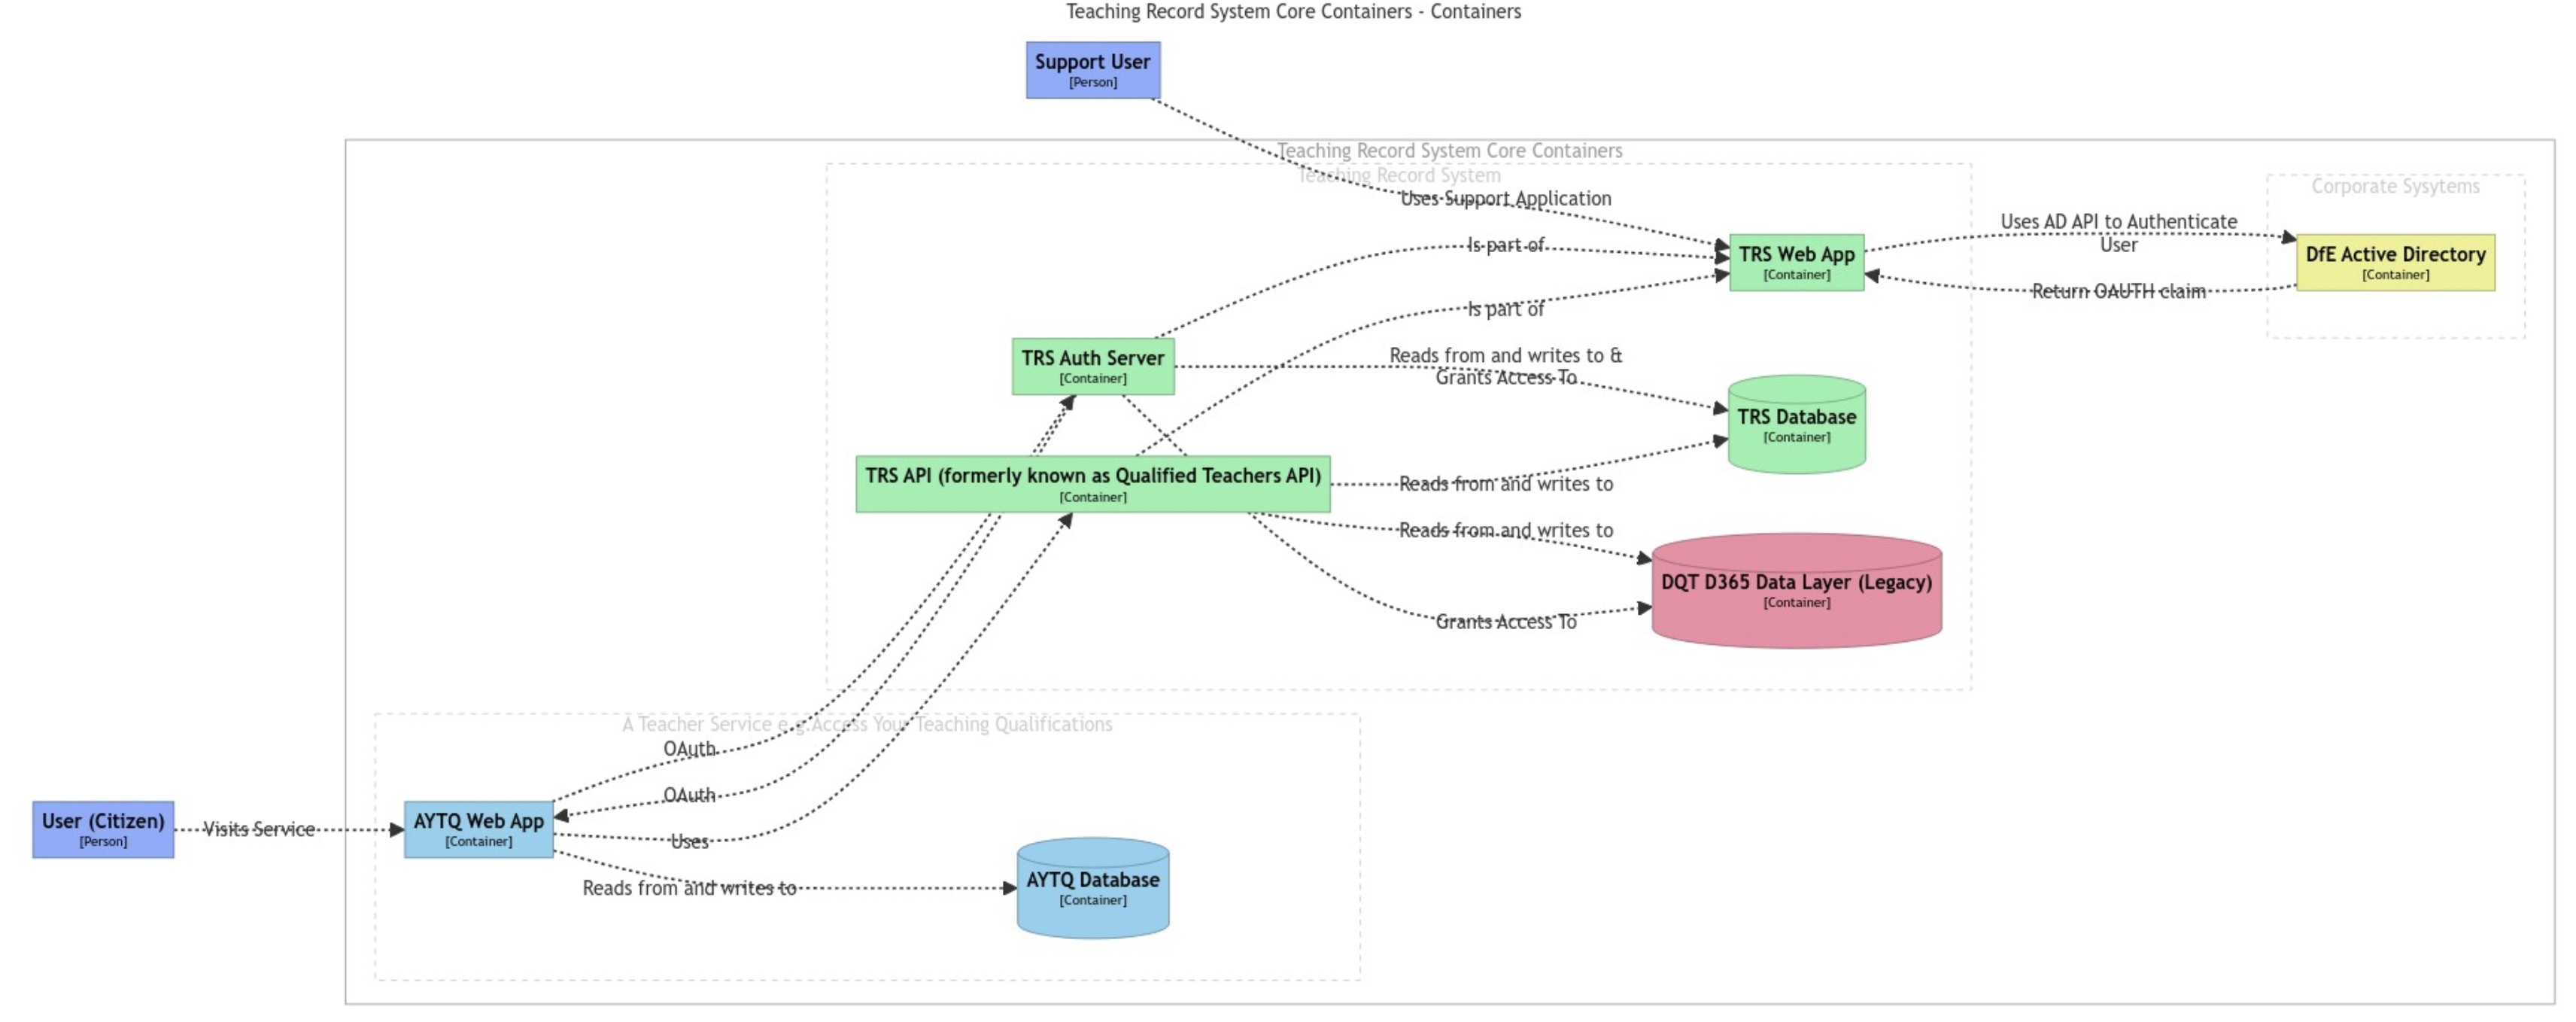 Teaching Record System Core Containers - Containers
Support User
[Person]
Teaching Record System Core Containers
Teaching Record System
Corporate Sysytems
Uses Support Application
Is part of
Uses AD API to Authenticate
User
TRS Web App
[Container]
DfE Active Directory
[Container]
Return OAUTH claim
Is part of
TRS Auth Server
[Container]
Reads from and writes to &
Grants Access To
TRS Database
[Container]
TRS API (formerly known as Qualified Teachers API)
[Container]
Reads from and writes to
Reads from and writes to
DQT D365 Data Layer (Legacy)
[Container]
Grants Access To
A Teacher Service e.g.Access Your Teaching Qualifications
OAuth
OAuth
User (Citizen)
[Person]
Visits Service
AYTQ Web App
[Container]
Uses
Reads from and writes to
AYTQ Database
[Container]